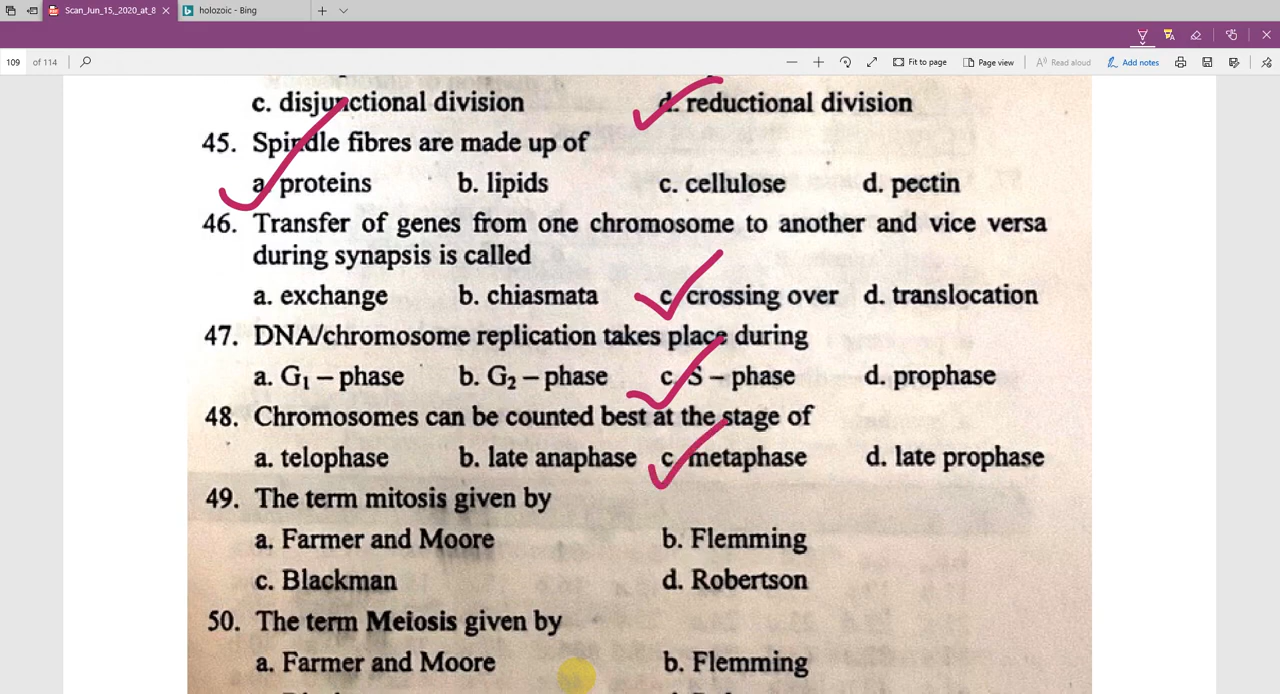 Scan_Jun_15,_2020_at_8
holozoic - Bing
109 of 114
Fit to page
Page view
Read aloud
Add notes
c. disjunctional division d. reductional division
45. Spindle fibres are made up of
a. proteins b. lipids c. cellulose d. pectin
46. Transfer of genes from one chromosome to another and vice versa
during synapsis is called
a. exchange b. chiasmata c. crossing over d. translocation
47. DNA/chromosome replication takes place during
a. G₁ – phase b. G₂ – phase c. S – phase d. prophase
48. Chromosomes can be counted best at the stage of
a. telophase b. late anaphase c. metaphase d. late prophase
49. The term mitosis given by
a. Farmer and Moore b. Flemming
c. Blackman d. Robertson
50. The term Meiosis given by
a. Farmer and Moore b. Flemming